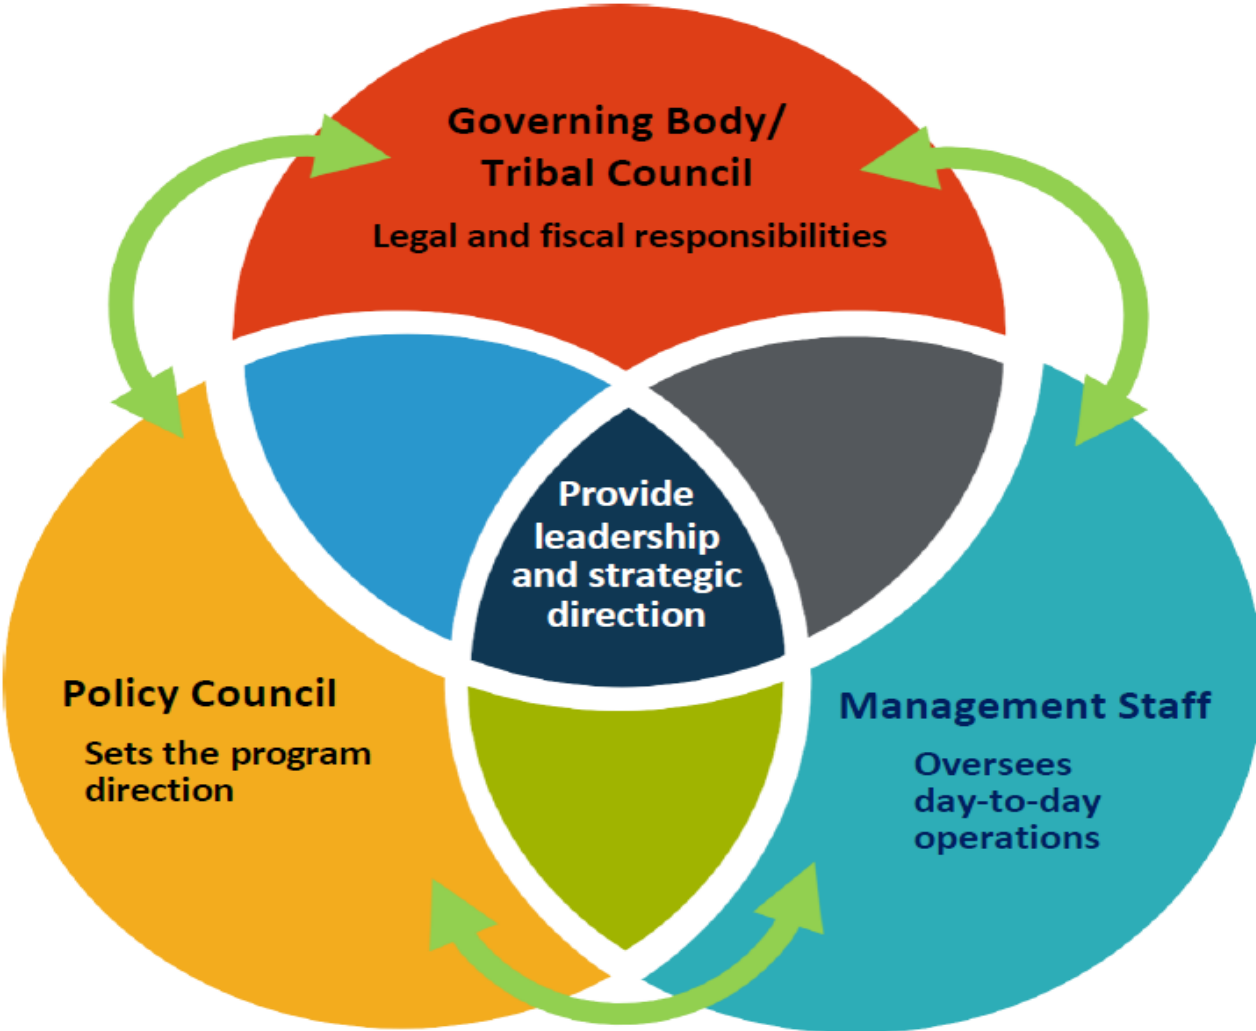 Governing Body/
Tribal Council
Legal and fiscal responsibilities
Provide
leadership
and strategic
direction
Policy Council
Sets the program
direction
Management Staff
Oversees
day-to-day
operations